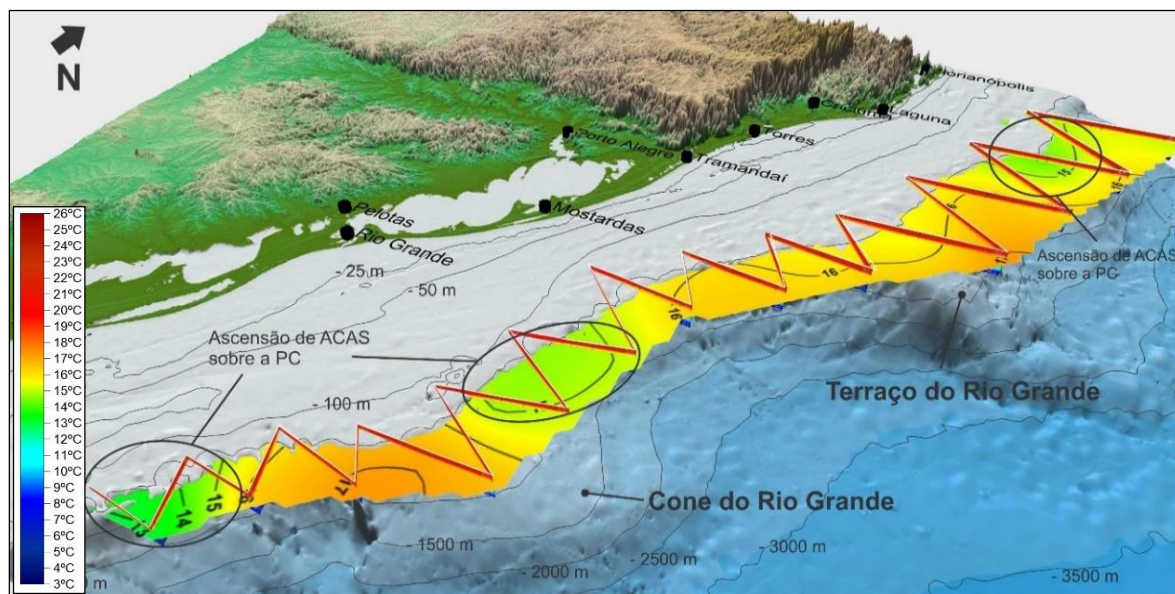 N
Florianópolis
Laguna
Torres
Tramandaí
Porto Alegre
Mostardas
Pelotas
Rio Grande
- 25 m
- 50 m
- 100 m
Ascensão de ACAS
sobre a PC
Ascensão de ACAS
sobre a PC
15
16
16
16
17
15
14
13
Terraço do Rio Grande
Cone do Rio Grande
- 1500 m
- 2000 m
- 2500 m
- 3000 m
- 3500 m
26ºC
25ºC
24ºC
23ºC
22ºC
21ºC
20ºC
19ºC
18ºC
17ºC
16ºC
15ºC
14ºC
13ºC
12ºC
11ºC
10ºC
9ºC
8ºC
7ºC
6ºC
5ºC
4ºC
3ºC